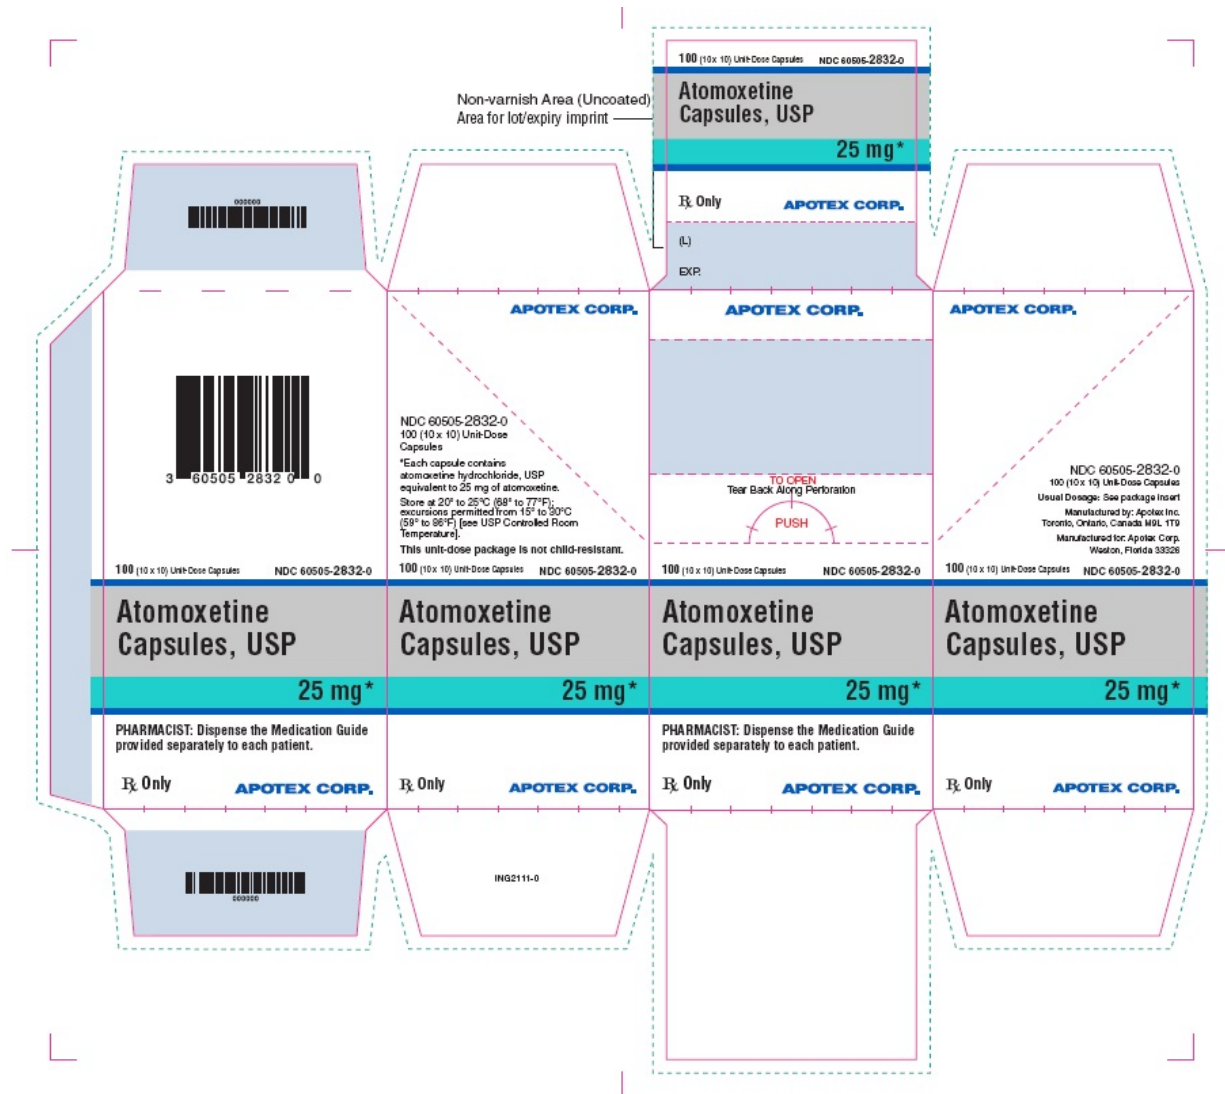 100 (10 x 10) Unit-Dose Capsules NDC 60505-2832-0
Atomoxetine
Capsules, USP
25 mg*
Rx Only APOTEX CORP.
(L)
EXP.
Non-varnish Area (Uncoated)
Area for lot/expiry imprint
000000
3 60505 2832 0 0
100 (10 x 10) Unit-Dose Capsules NDC 60505-2832-0
Atomoxetine
Capsules, USP
25 mg*
PHARMACIST: Dispense the Medication Guide
provided separately to each patient.
Rx Only APOTEX CORP.
000000
APOTEX CORP.
NDC 60505-2832-0
100 (10 x 10) Unit-Dose
Capsules
*Each capsule contains
atomoxetine hydrochloride, USP
equivalent to 25 mg of atomoxetine.
Store at 20° to 25°C (68° to 77°F);
excursions permitted from 15° to 30°C
(59° to 86°F) [see USP Controlled Room
Temperature].
This unit-dose package is not child-resistant.
100 (10 x 10) Unit-Dose Capsules NDC 60505-2832-0
Atomoxetine
Capsules, USP
25 mg*
Rx Only APOTEX CORP.
ING2111-0
APOTEX CORP.
TO OPEN
Tear Back Along Perforation
PUSH
100 (10 x 10) Unit-Dose Capsules NDC 60505-2832-0
Atomoxetine
Capsules, USP
25 mg*
PHARMACIST: Dispense the Medication Guide
provided separately to each patient.
Rx Only APOTEX CORP.
APOTEX CORP.
NDC 60505-2832-0
100 (10 x 10) Unit-Dose Capsules
Usual Dosage: See package insert
Manufactured by: Apotex Inc.
Toronto, Ontario, Canada M9L 1T9
Manufactured for: Apotex Corp.
Weston, Florida 33326
100 (10 x 10) Unit-Dose Capsules NDC 60505-2832-0
Atomoxetine
Capsules, USP
25 mg*
Rx Only APOTEX CORP.